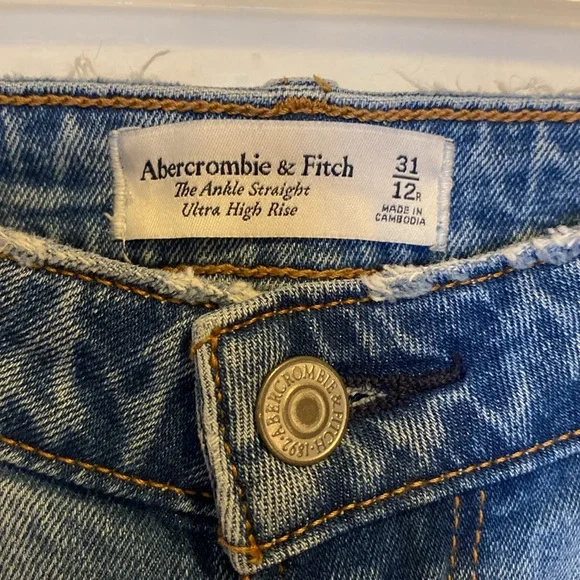 Abercrombie & Fitch
The Ankle Straight
Ultra High Rise
31
12R
MADE IN
CAMBODIA
ABERCROMBIE & FITCH · 1892 ·